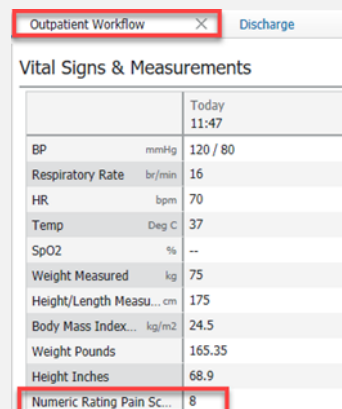 Outpatient Workflow × Discharge
Vital Signs & Measurements
Today
11:47
BP mmHg 120 / 80
Respiratory Rate br/min 16
HR bpm 70
Temp Deg C 37
SpO2 % --
Weight Measured kg 75
Height/Length Measu... cm 175
Body Mass Index... kg/m2 24.5
Weight Pounds 165.35
Height Inches 68.9
Numeric Rating Pain Sc... 8